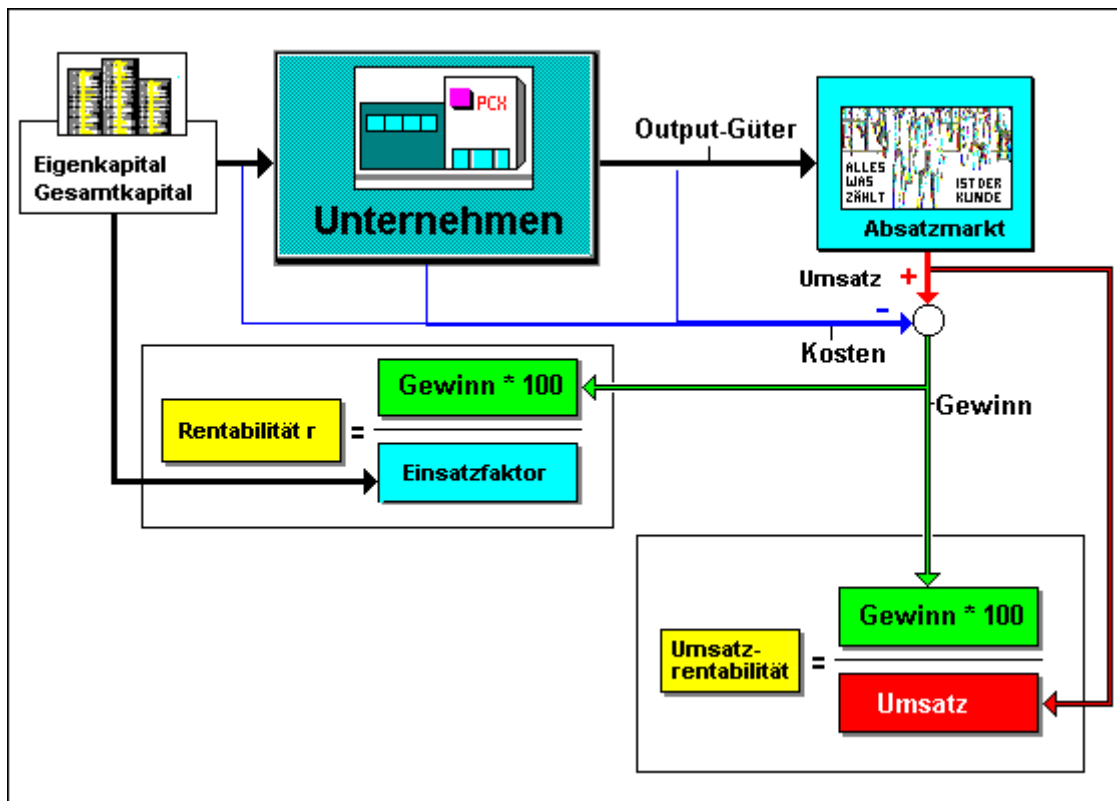 PCX
Eigenkapital
Gesamtkapital
Unternehmen
Output-Güter
ALLES
WAS
ZÄHLT
IST DER
KUNDE
Absatzmarkt
Umsatz +
-
Kosten
Gewinn
Gewinn * 100
Rentabilität r =
Einsatzfaktor
Gewinn * 100
Umsatz-
rentabilität =
Umsatz